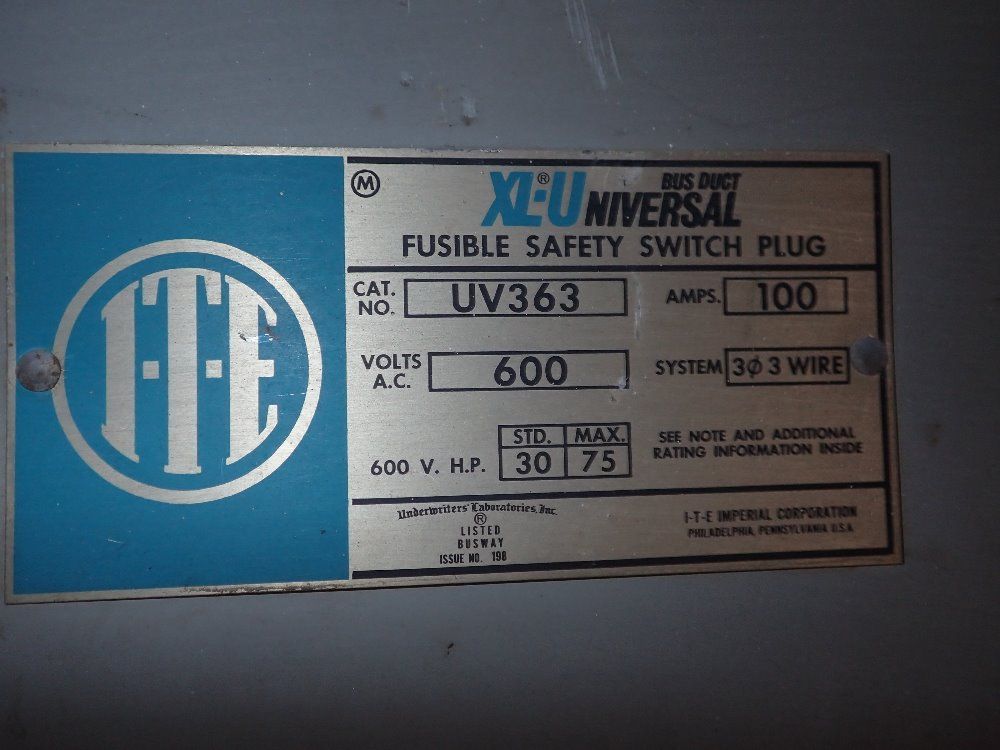 I-T-E
Ⓜ
XL®-UNIVERSAL BUS DUCT
FUSIBLE SAFETY SWITCH PLUG
CAT. NO. UV363 AMPS. 100
VOLTS A.C. 600 SYSTEM 3φ 3 WIRE
STD. MAX.
600 V. H.P. 30 75
SEE NOTE AND ADDITIONAL
RATING INFORMATION INSIDE
Underwriters' Laboratories, Inc.
®
LISTED
BUSWAY
ISSUE NO. 198
I-T-E IMPERIAL CORPORATION
PHILADELPHIA, PENNSYLVANIA U.S.A.